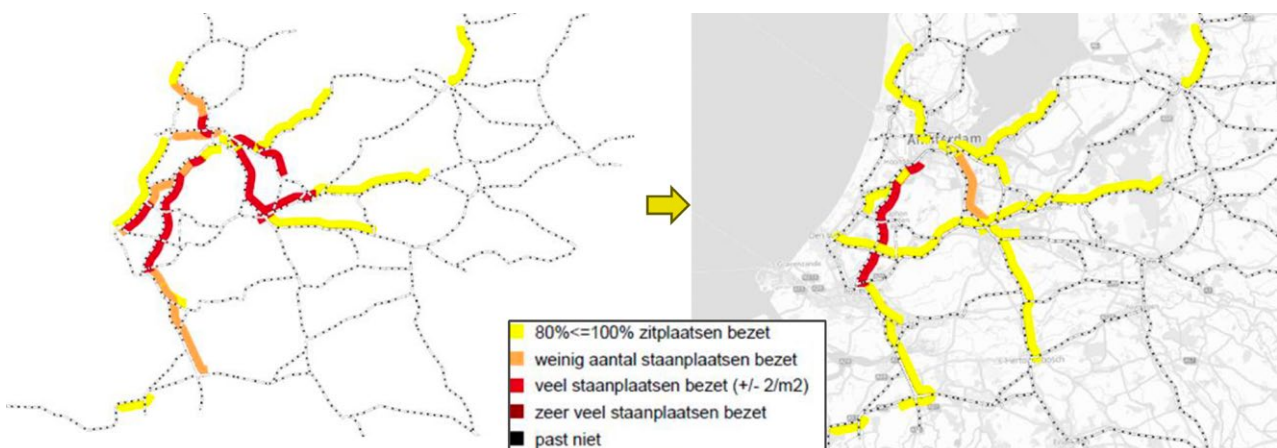 Amsterdam
80%<=100% zitplaatsen bezet
weinig aantal staanplaatsen bezet
veel staanplaatsen bezet (+/- 2/m2)
zeer veel staanplaatsen bezet
past niet